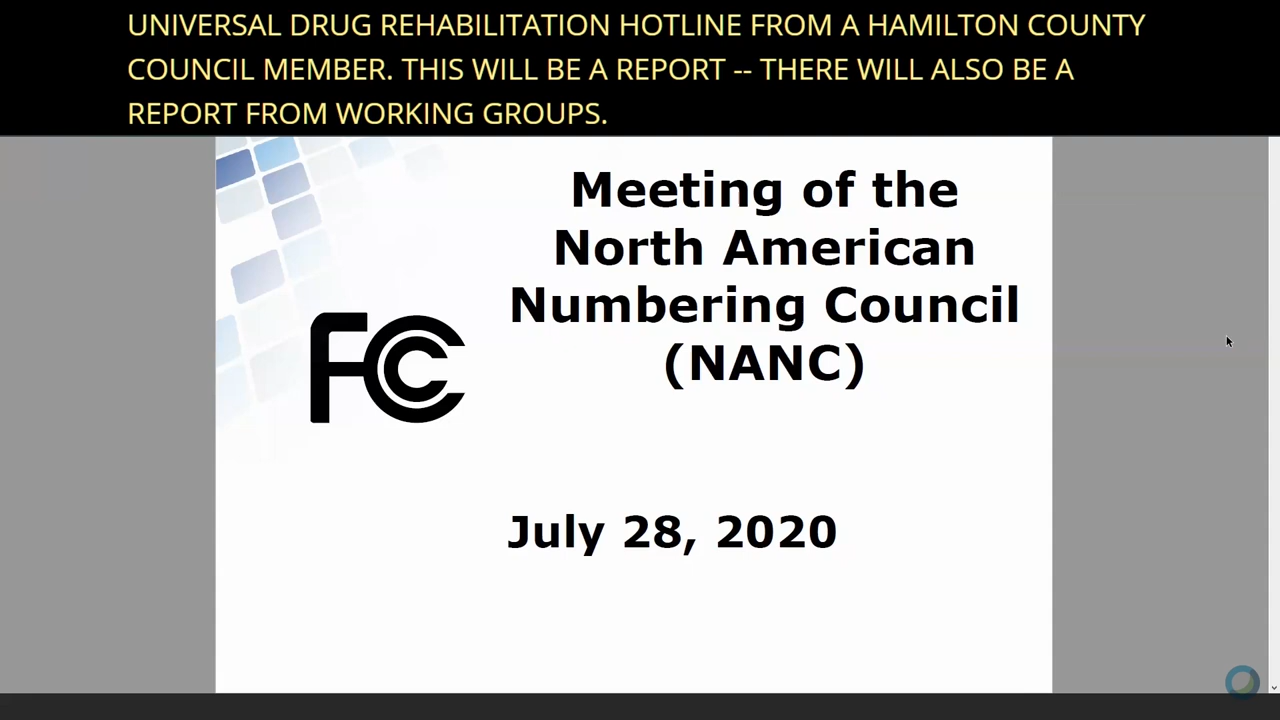 UNIVERSAL DRUG REHABILITATION HOTLINE FROM A HAMILTON COUNTY
COUNCIL MEMBER. THIS WILL BE A REPORT -- THERE WILL ALSO BE A
REPORT FROM WORKING GROUPS.
Meeting of the
North American
Numbering Council
(NANC)
FCC
July 28, 2020